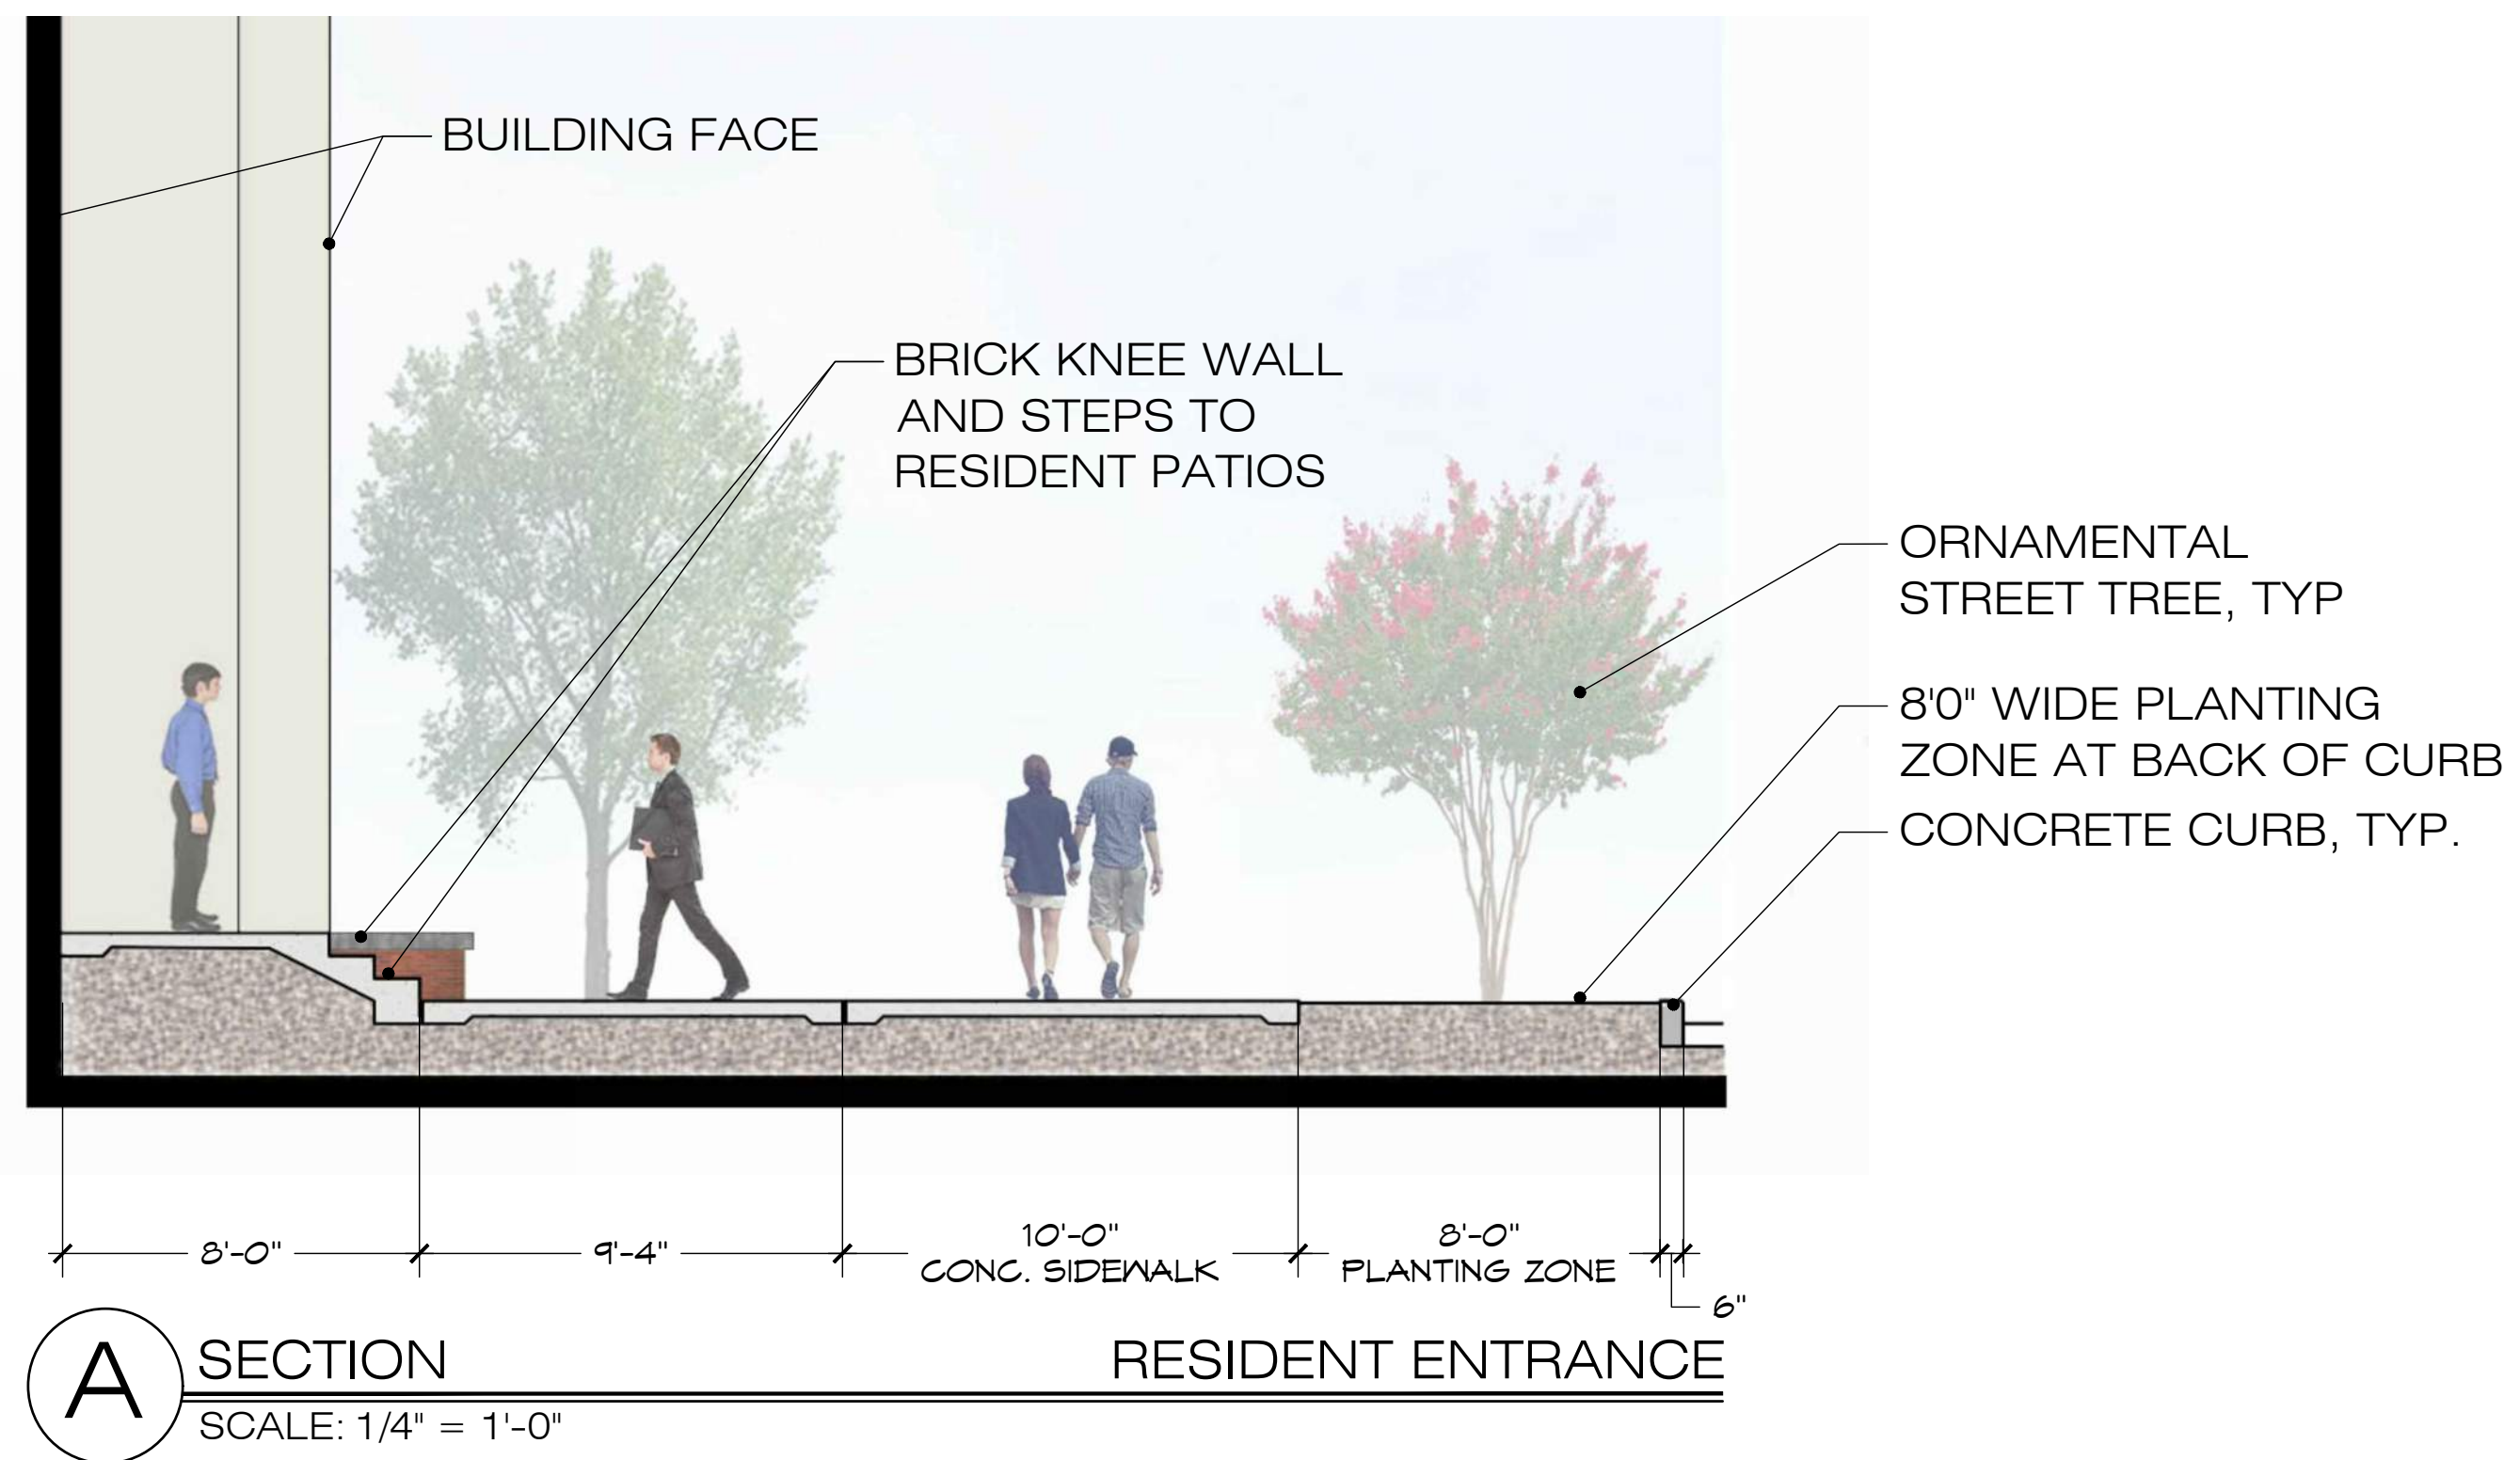 BUILDING FACE
BRICK KNEE WALL
AND STEPS TO
RESIDENT PATIOS
ORNAMENTAL
STREET TREE, TYP
8'0" WIDE PLANTING
ZONE AT BACK OF CURB
CONCRETE CURB, TYP.
8'-0"
9'-4"
10'-0"
CONC. SIDEWALK
8'-0"
PLANTING ZONE
6"
A
SECTION
RESIDENT ENTRANCE
SCALE: 1/4" = 1'-0"